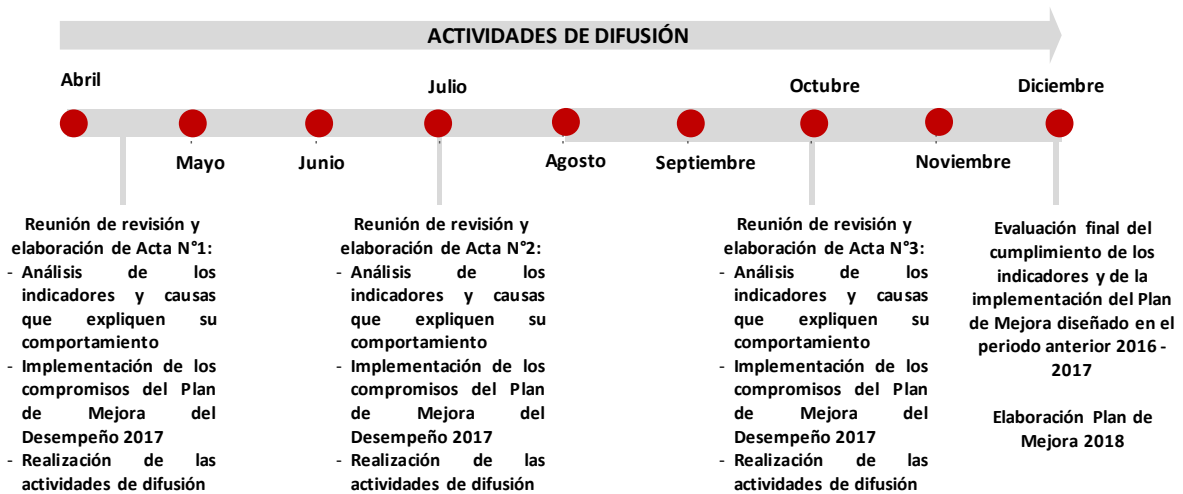 ACTIVIDADES DE DIFUSIÓN
Abril
Julio
Octubre
Diciembre
Mayo
Junio
Agosto
Septiembre
Noviembre
Reunión de revisión y
elaboración de Acta N°1:
- Análisis de los
indicadores y causas
que expliquen su
comportamiento
- Implementación de los
compromisos del Plan
de Mejora del
Desempeño 2017
- Realización de las
actividades de difusión
Reunión de revisión y
elaboración de Acta N°2:
- Análisis de los
indicadores y causas
que expliquen su
comportamiento
- Implementación de los
compromisos del Plan
de Mejora del
Desempeño 2017
- Realización de las
actividades de difusión
Reunión de revisión y
elaboración de Acta N°3:
- Análisis de los
indicadores y causas
que expliquen su
comportamiento
- Implementación de los
compromisos del Plan
de Mejora del
Desempeño 2017
- Realización de las
actividades de difusión
Evaluación final del
cumplimiento de los
indicadores y de la
implementación del Plan
de Mejora diseñado en el
periodo anterior 2016 -
2017
Elaboración Plan de
Mejora 2018